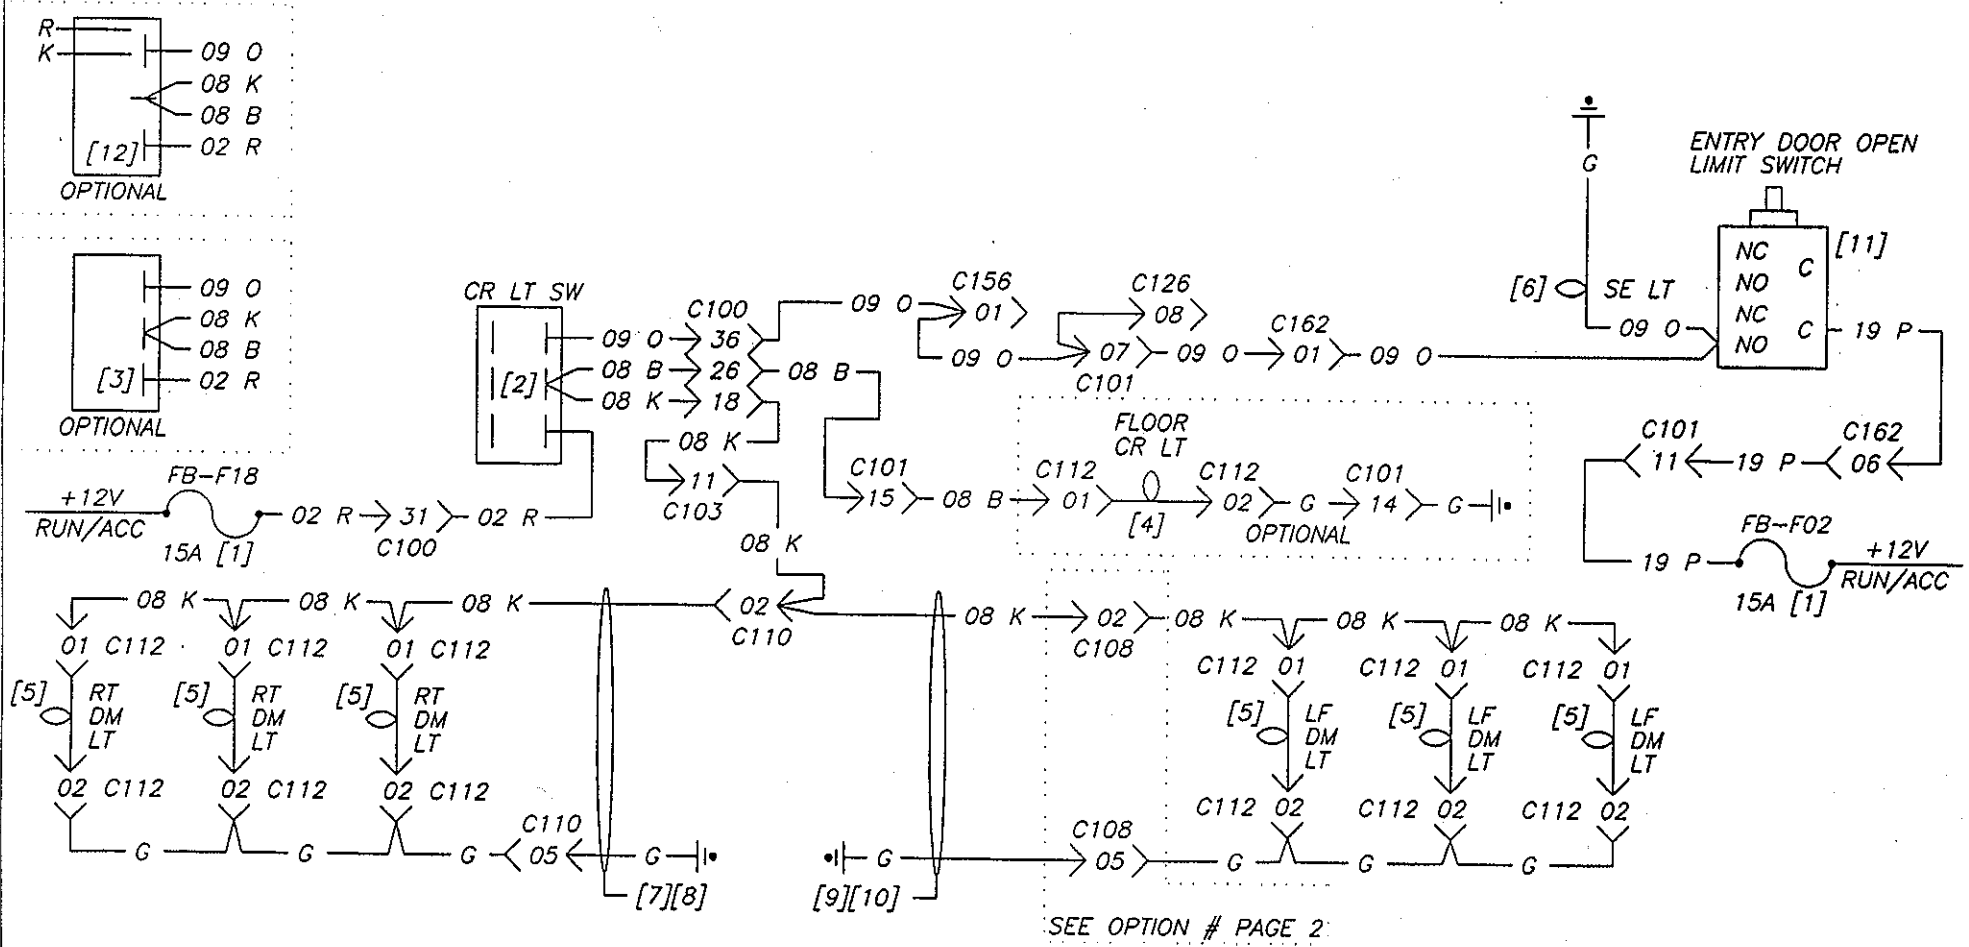 R
K
09 O
08 K
08 B
[12]
02 R
OPTIONAL
09 O
08 K
08 B
[3]
02 R
OPTIONAL
FB-F18
+12V
RUN/ACC
15A [1]
02 R
31
C100
02 R
CR LT SW
[2]
09 O
08 B
08 K
C100
36
26
18
09 O
08 B
08 K
11
C103
08 K
C156
01
09 O
C126
08
07
C101
09 O
C162
01
09 O
G
[6]
SE LT
09 O
ENTRY DOOR OPEN
LIMIT SWITCH
NC
NO
NC
NO
C
C
[11]
19 P
C101
11
19 P
C162
06
FB-F02
19 P
+12V
RUN/ACC
15A [1]
C101
15
08 B
FLOOR
CR LT
C112
01
[4]
C112
02
G
OPTIONAL
C101
14
G
08 K
08 K
08 K
02
C110
08 K
02
C108
08 K
08 K
08 K
01 C112
01 C112
01 C112
[5]
RT
DM
LT
[5]
RT
DM
LT
[5]
RT
DM
LT
02 C112
02 C112
02 C112
G
G
G
C110
05
G
[7][8]
G
[9][10]
C108
05
C112 01
C112 01
C112 01
[5]
LF
DM
LT
[5]
LF
DM
LT
[5]
LF
DM
LT
C112 02
C112 02
C112 02
G
G
G
SEE OPTION # PAGE 2